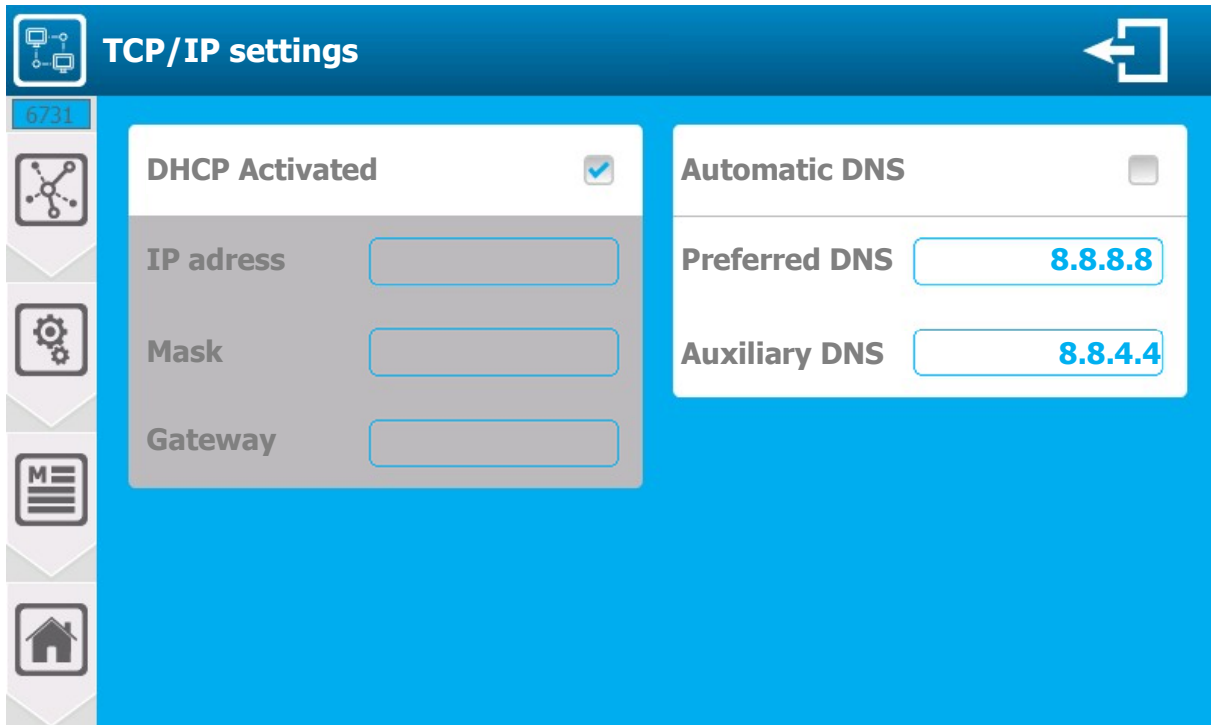 TCP/IP settings
6731
DHCP Activated
IP adress
Mask
Gateway
Automatic DNS
Preferred DNS 8.8.8.8
Auxiliary DNS 8.8.4.4
M